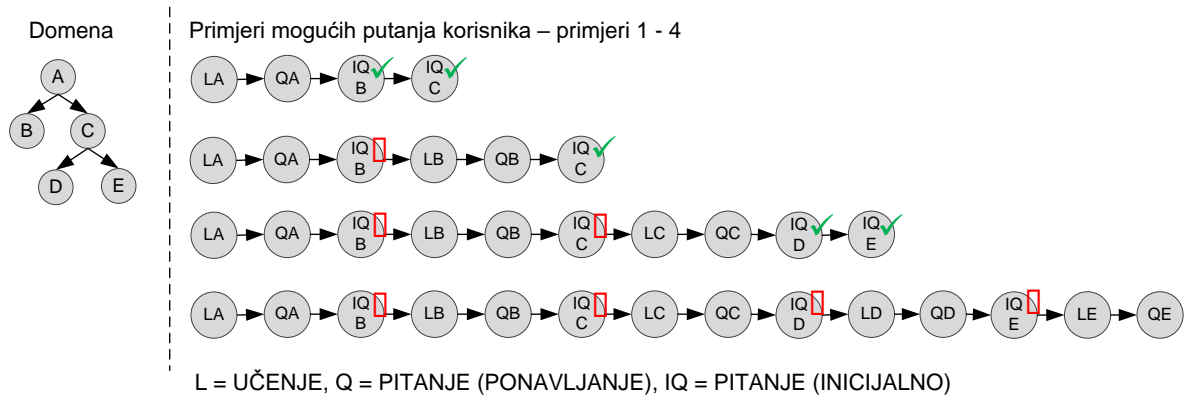 Domena
A
B C
D E
Primjeri mogućih putanja korisnika – primjeri 1 - 4
LA QA IQ B IQ C
LA QA IQ B LB QB IQ C
LA QA IQ B LB QB IQ C LC QC IQ D IQ E
LA QA IQ B LB QB IQ C LC QC IQ D LD QD IQ E LE QE
L = UČENJE, Q = PITANJE (PONAVLJANJE), IQ = PITANJE (INICIJALNO)